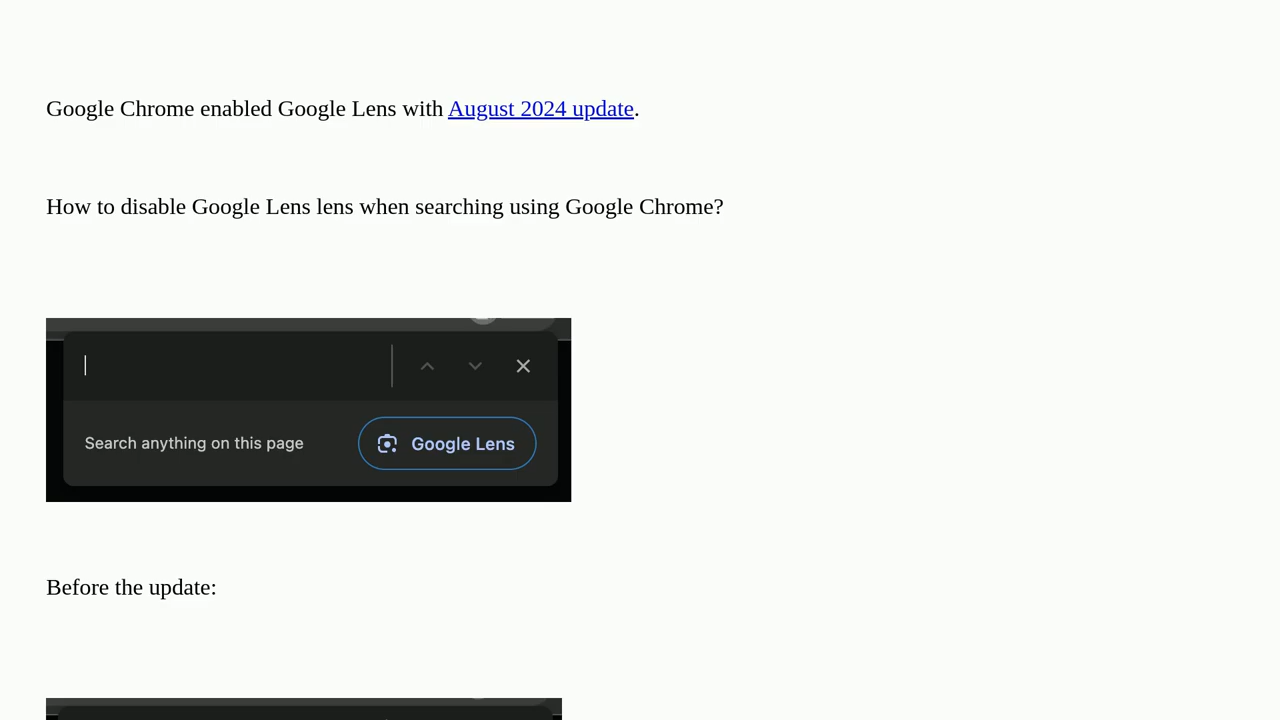 Google Chrome enabled Google Lens with August 2024 update.
How to disable Google Lens lens when searching using Google Chrome?
Search anything on this page
Google Lens
Before the update: